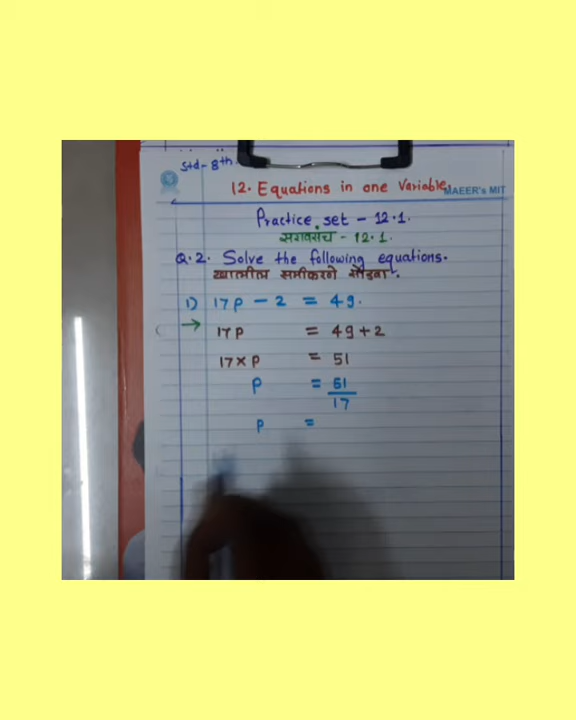 Std - 8th.
12. Equations in one Variable.
MAEER's MIT
Practice set - 12.1.
सरावसंच - 12.1.
Q.2. Solve the following equations.
खालील समीकरणे सोडवा.
1) 17p - 2 = 49.
→ 17p = 49 + 2
17 × p = 51
p = 51
17
p =